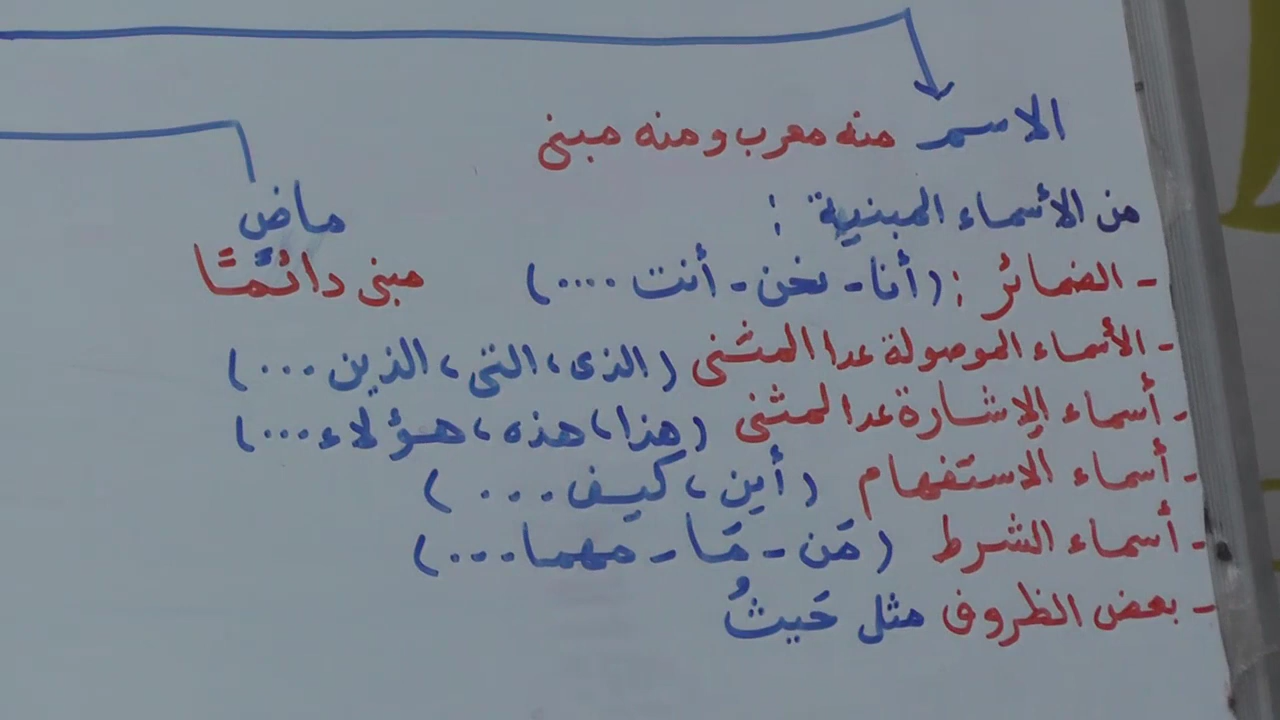 الاسم منه معرب ومنه مبنى
من الأسماء المبنية :
- الضمائر : (أنا - نحن - أنت ....)
- الأسماء الموصولة عدا المثنى (الذى، التى، الذين ...)
- أسماء الإشارة عدا المثنى (هذا، هذه، هؤلاء ...)
- أسماء الاستفهام (أين، كيف ...)
- أسماء الشرط (مَن - مَا - مهما ...)
- بعض الظروف مثل حَيثُ
ماض
مبنى دائمًا